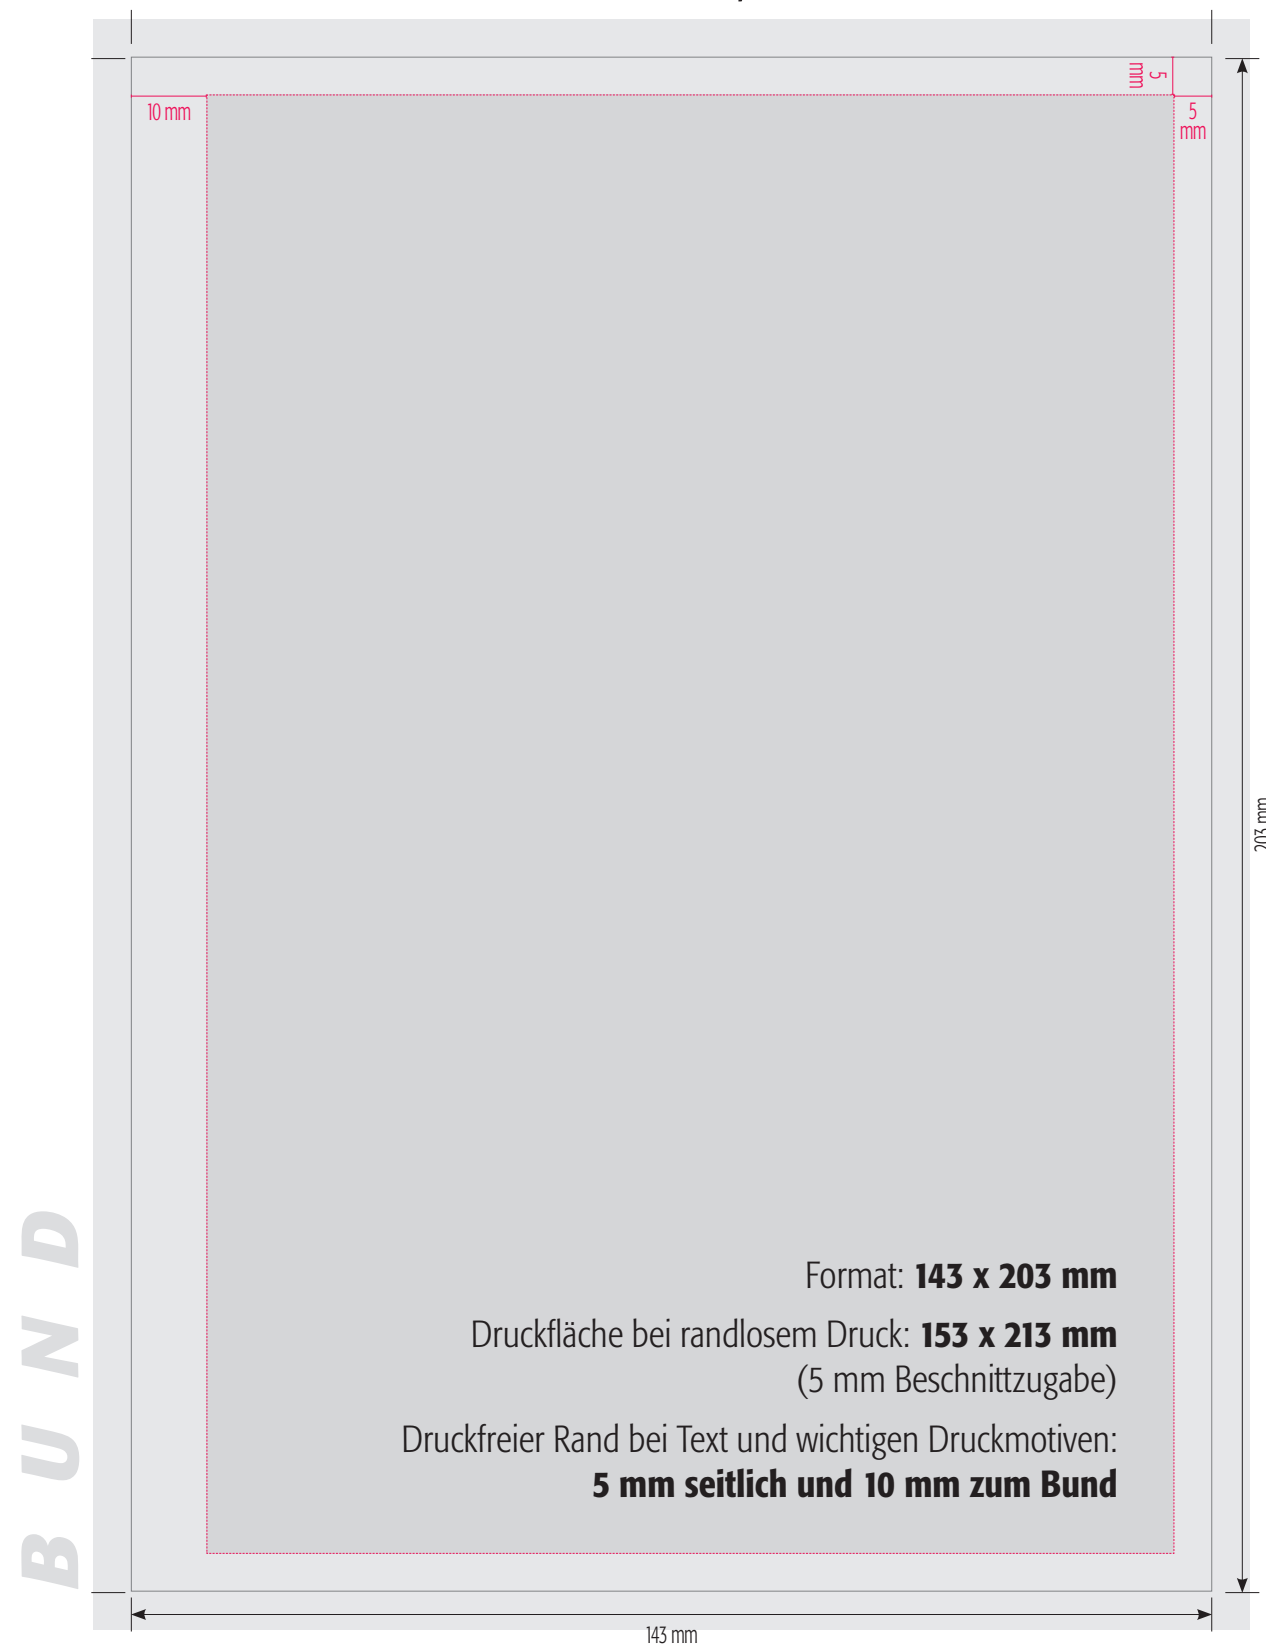 5
mm
10 mm
5
mm
203 mm
Format: 143 x 203 mm
Druckfläche bei randlosem Druck: 153 x 213 mm
(5 mm Beschnittzugabe)
Druckfreier Rand bei Text und wichtigen Druckmotiven:
5 mm seitlich und 10 mm zum Bund
BUND
143 mm